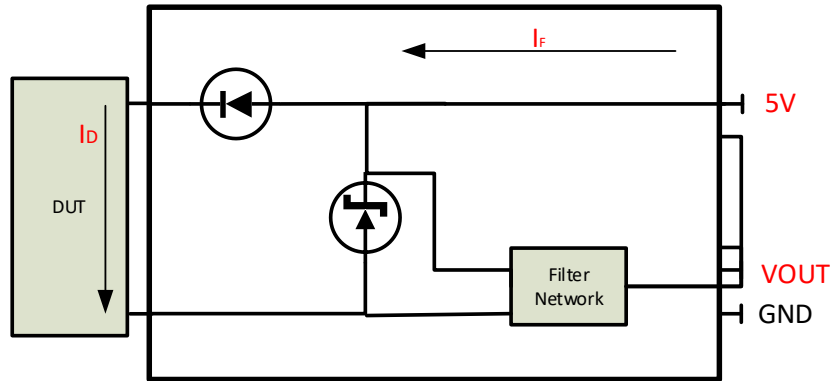 IF
5V
ID
DUT
Filter
Network
VOUT
GND